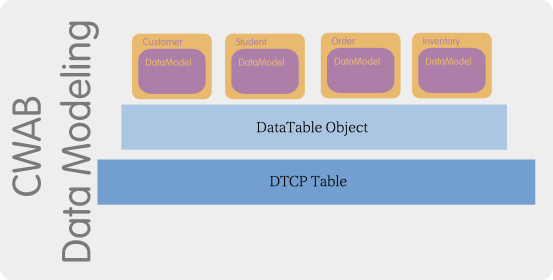 CWAB
Data Modeling
Customer
DataModel
Student
DataModel
Order
DataModel
Inventory
DataModel
DataTable Object
DTCP Table